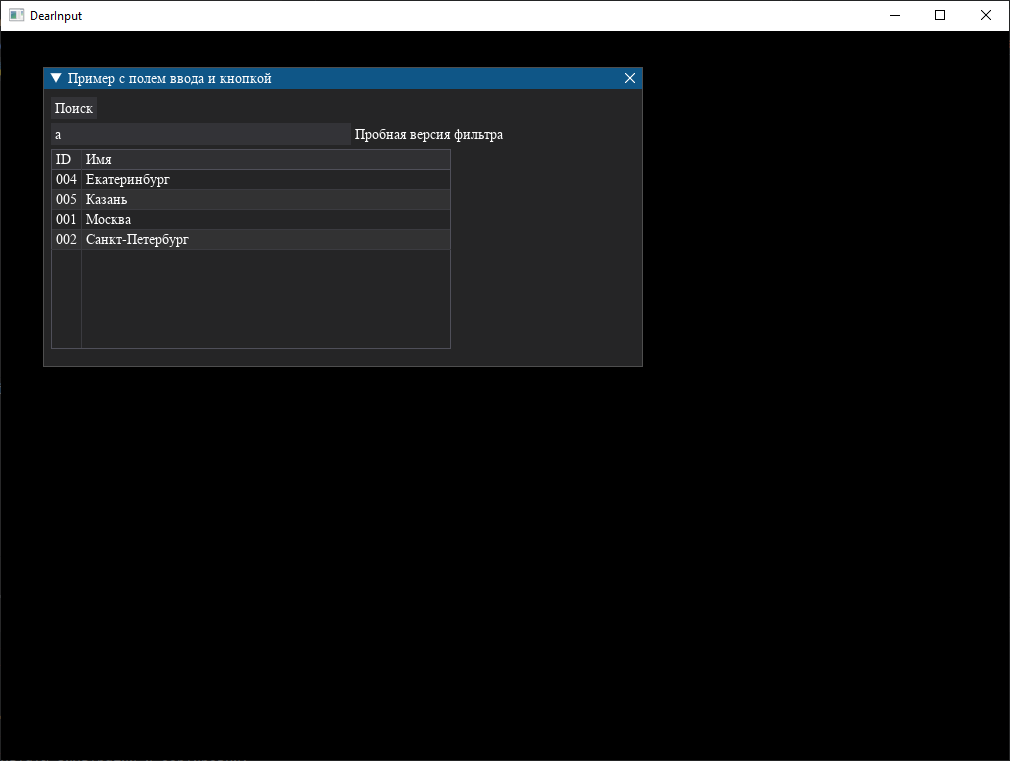 DearInput
Пример с полем ввода и кнопкой
Поиск
а Пробная версия фильтра
ID Имя
004 Екатеринбург
005 Казань
001 Москва
002 Санкт-Петербург